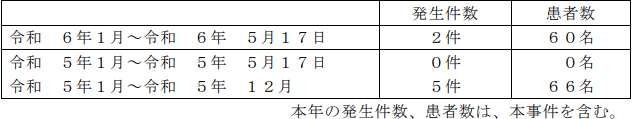 発生件数　患者数
令和　６年１月～令和　６年　５月１７日　２件　６０名
令和　５年１月～令和　５年　５月１７日　０件　０名
令和　５年１月～令和　５年　１２月　５件　６６名
本年の発生件数、患者数は、本事件を含む。